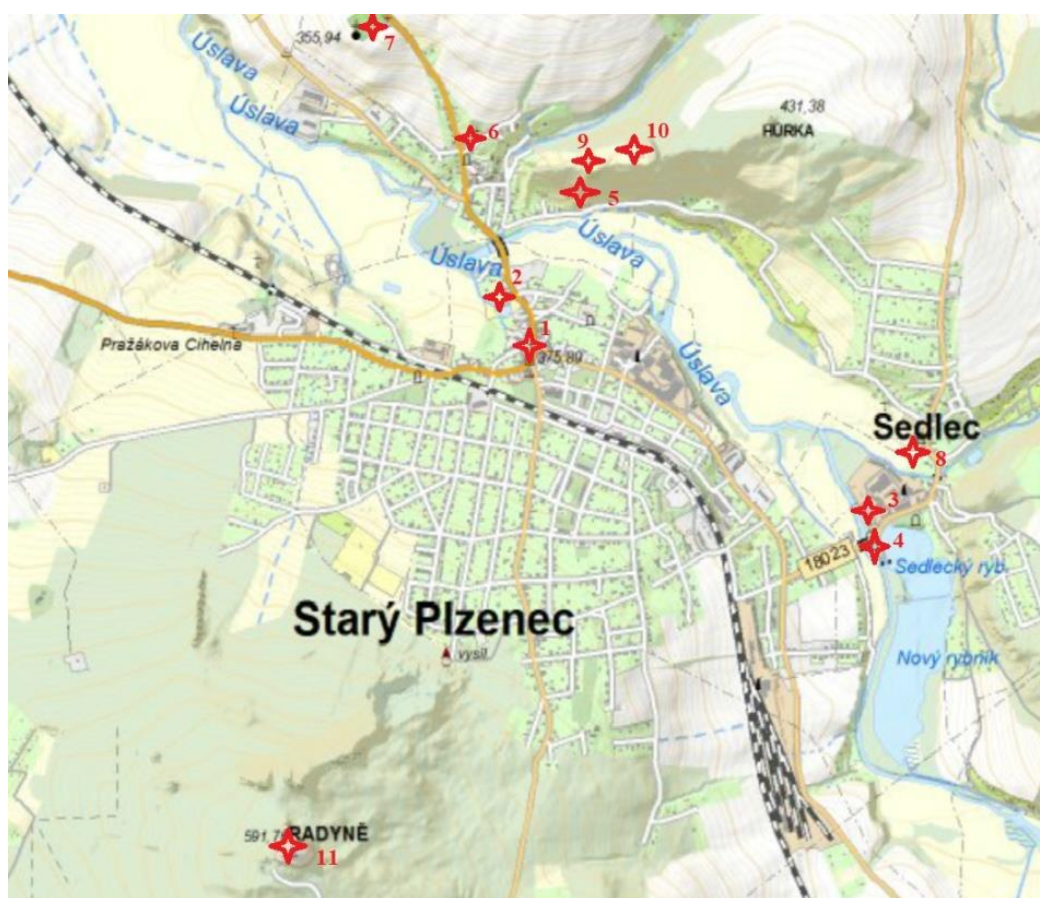 7
355,94
Úslava
Úslava
431,38
HŮRKA
6
9
10
5
Úslava
Úslava
2
1
375,89
Pražákova Cihelna
Úslava
Sedlec
8
3
4
18023
Sedlecký ryb.
Starý Plzenec
vysíl.
Nový rybník
RADYNĚ
11